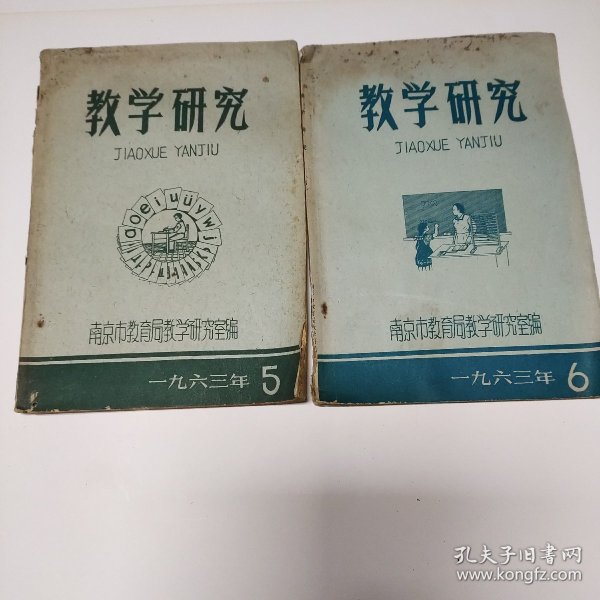 教学研究
JIAOXUE YANJIU
aoeiuüyw
南京市教育局教学研究室编
一九六三年 5
教学研究
JIAOXUE YANJIU
南京市教育局教学研究室编
一九六三年 6
孔夫子旧书网
www.kongfz.com